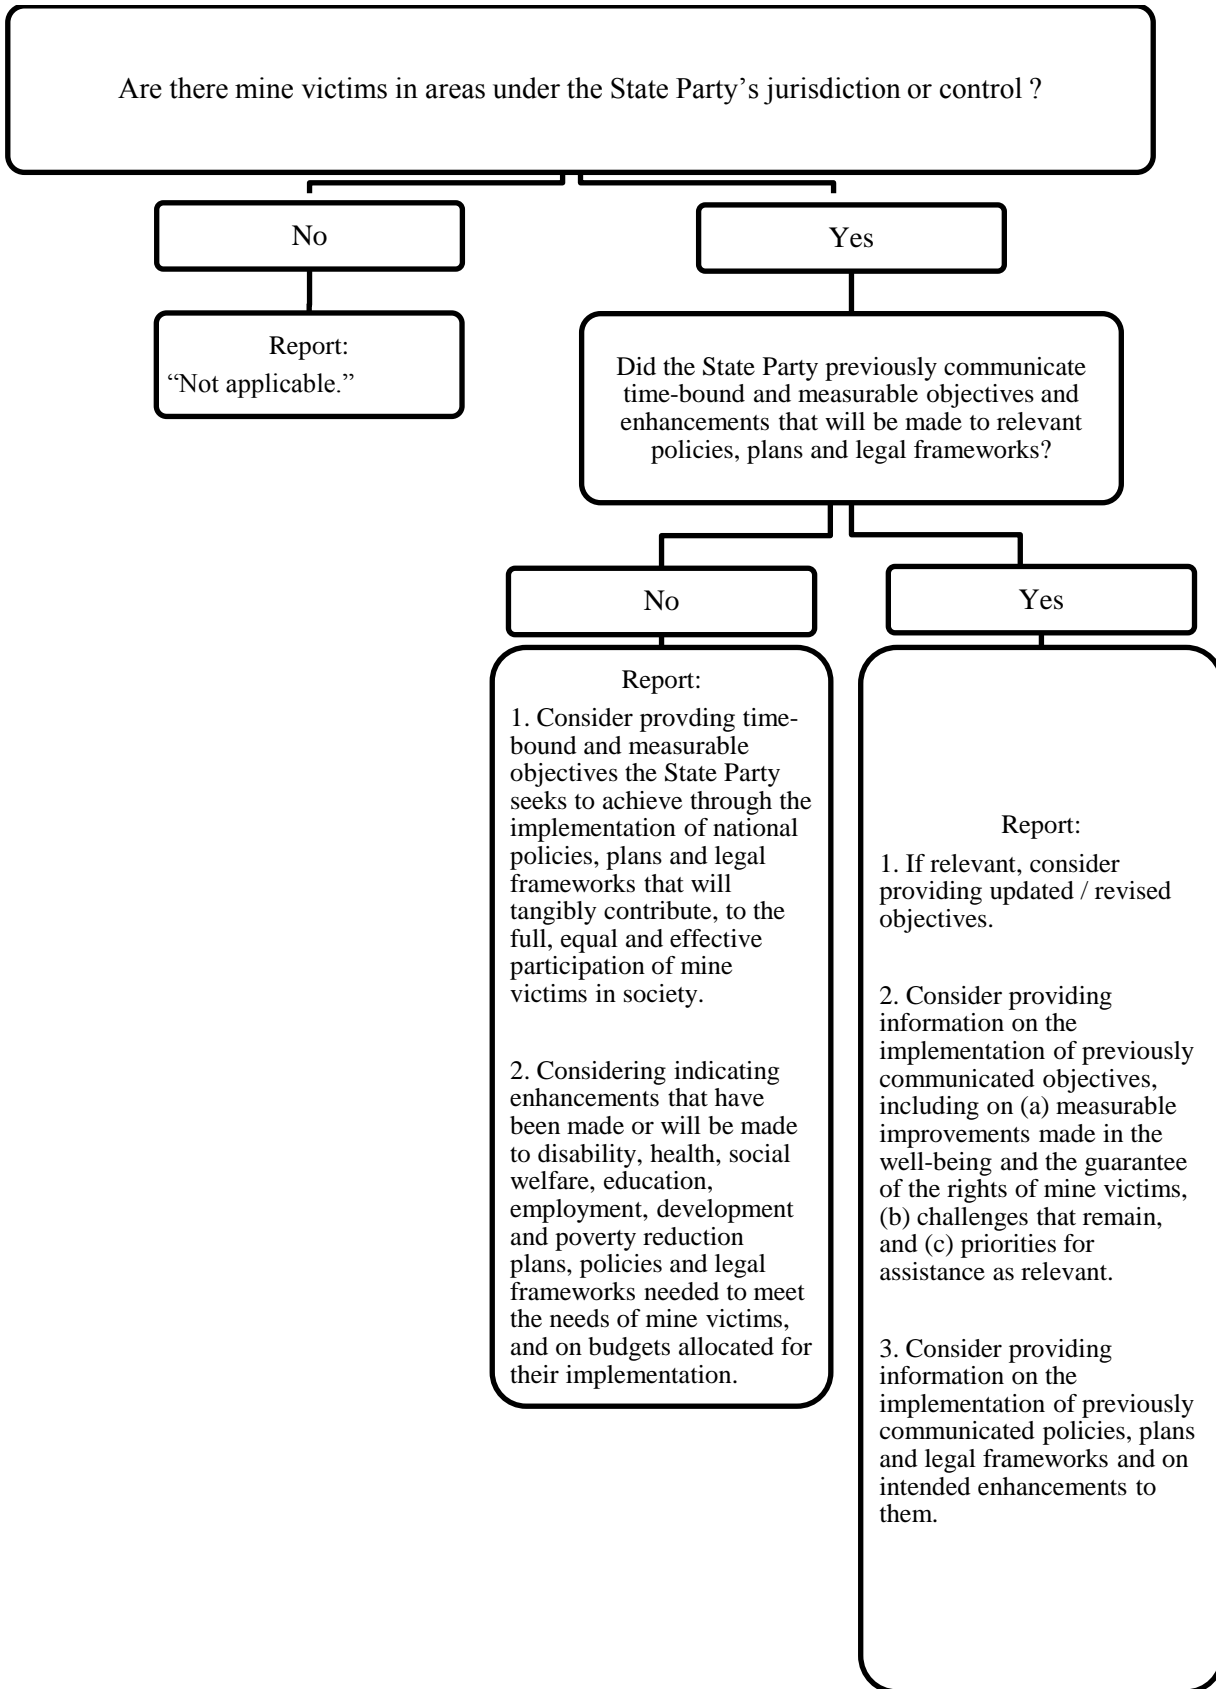 Are there mine victims in areas under the State Party’s jurisdiction or control ?
No
Yes
Report:
“Not applicable.”
Did the State Party previously communicate
time-bound and measurable objectives and
enhancements that will be made to relevant
policies, plans and legal frameworks?
No
Yes
Report:
1. Consider provding time-
bound and measurable
objectives the State Party
seeks to achieve through the
implementation of national
policies, plans and legal
frameworks that will
tangibly contribute, to the
full, equal and effective
participation of mine
victims in society.
2. Considering indicating
enhancements that have
been made or will be made
to disability, health, social
welfare, education,
employment, development
and poverty reduction
plans, policies and legal
frameworks needed to meet
the needs of mine victims,
and on budgets allocated for
their implementation.
Report:
1. If relevant, consider
providing updated / revised
objectives.
2. Consider providing
information on the
implementation of previously
communicated objectives,
including on (a) measurable
improvements made in the
well-being and the guarantee
of the rights of mine victims,
(b) challenges that remain,
and (c) priorities for
assistance as relevant.
3. Consider providing
information on the
implementation of previously
communicated policies, plans
and legal frameworks and on
intended enhancements to
them.